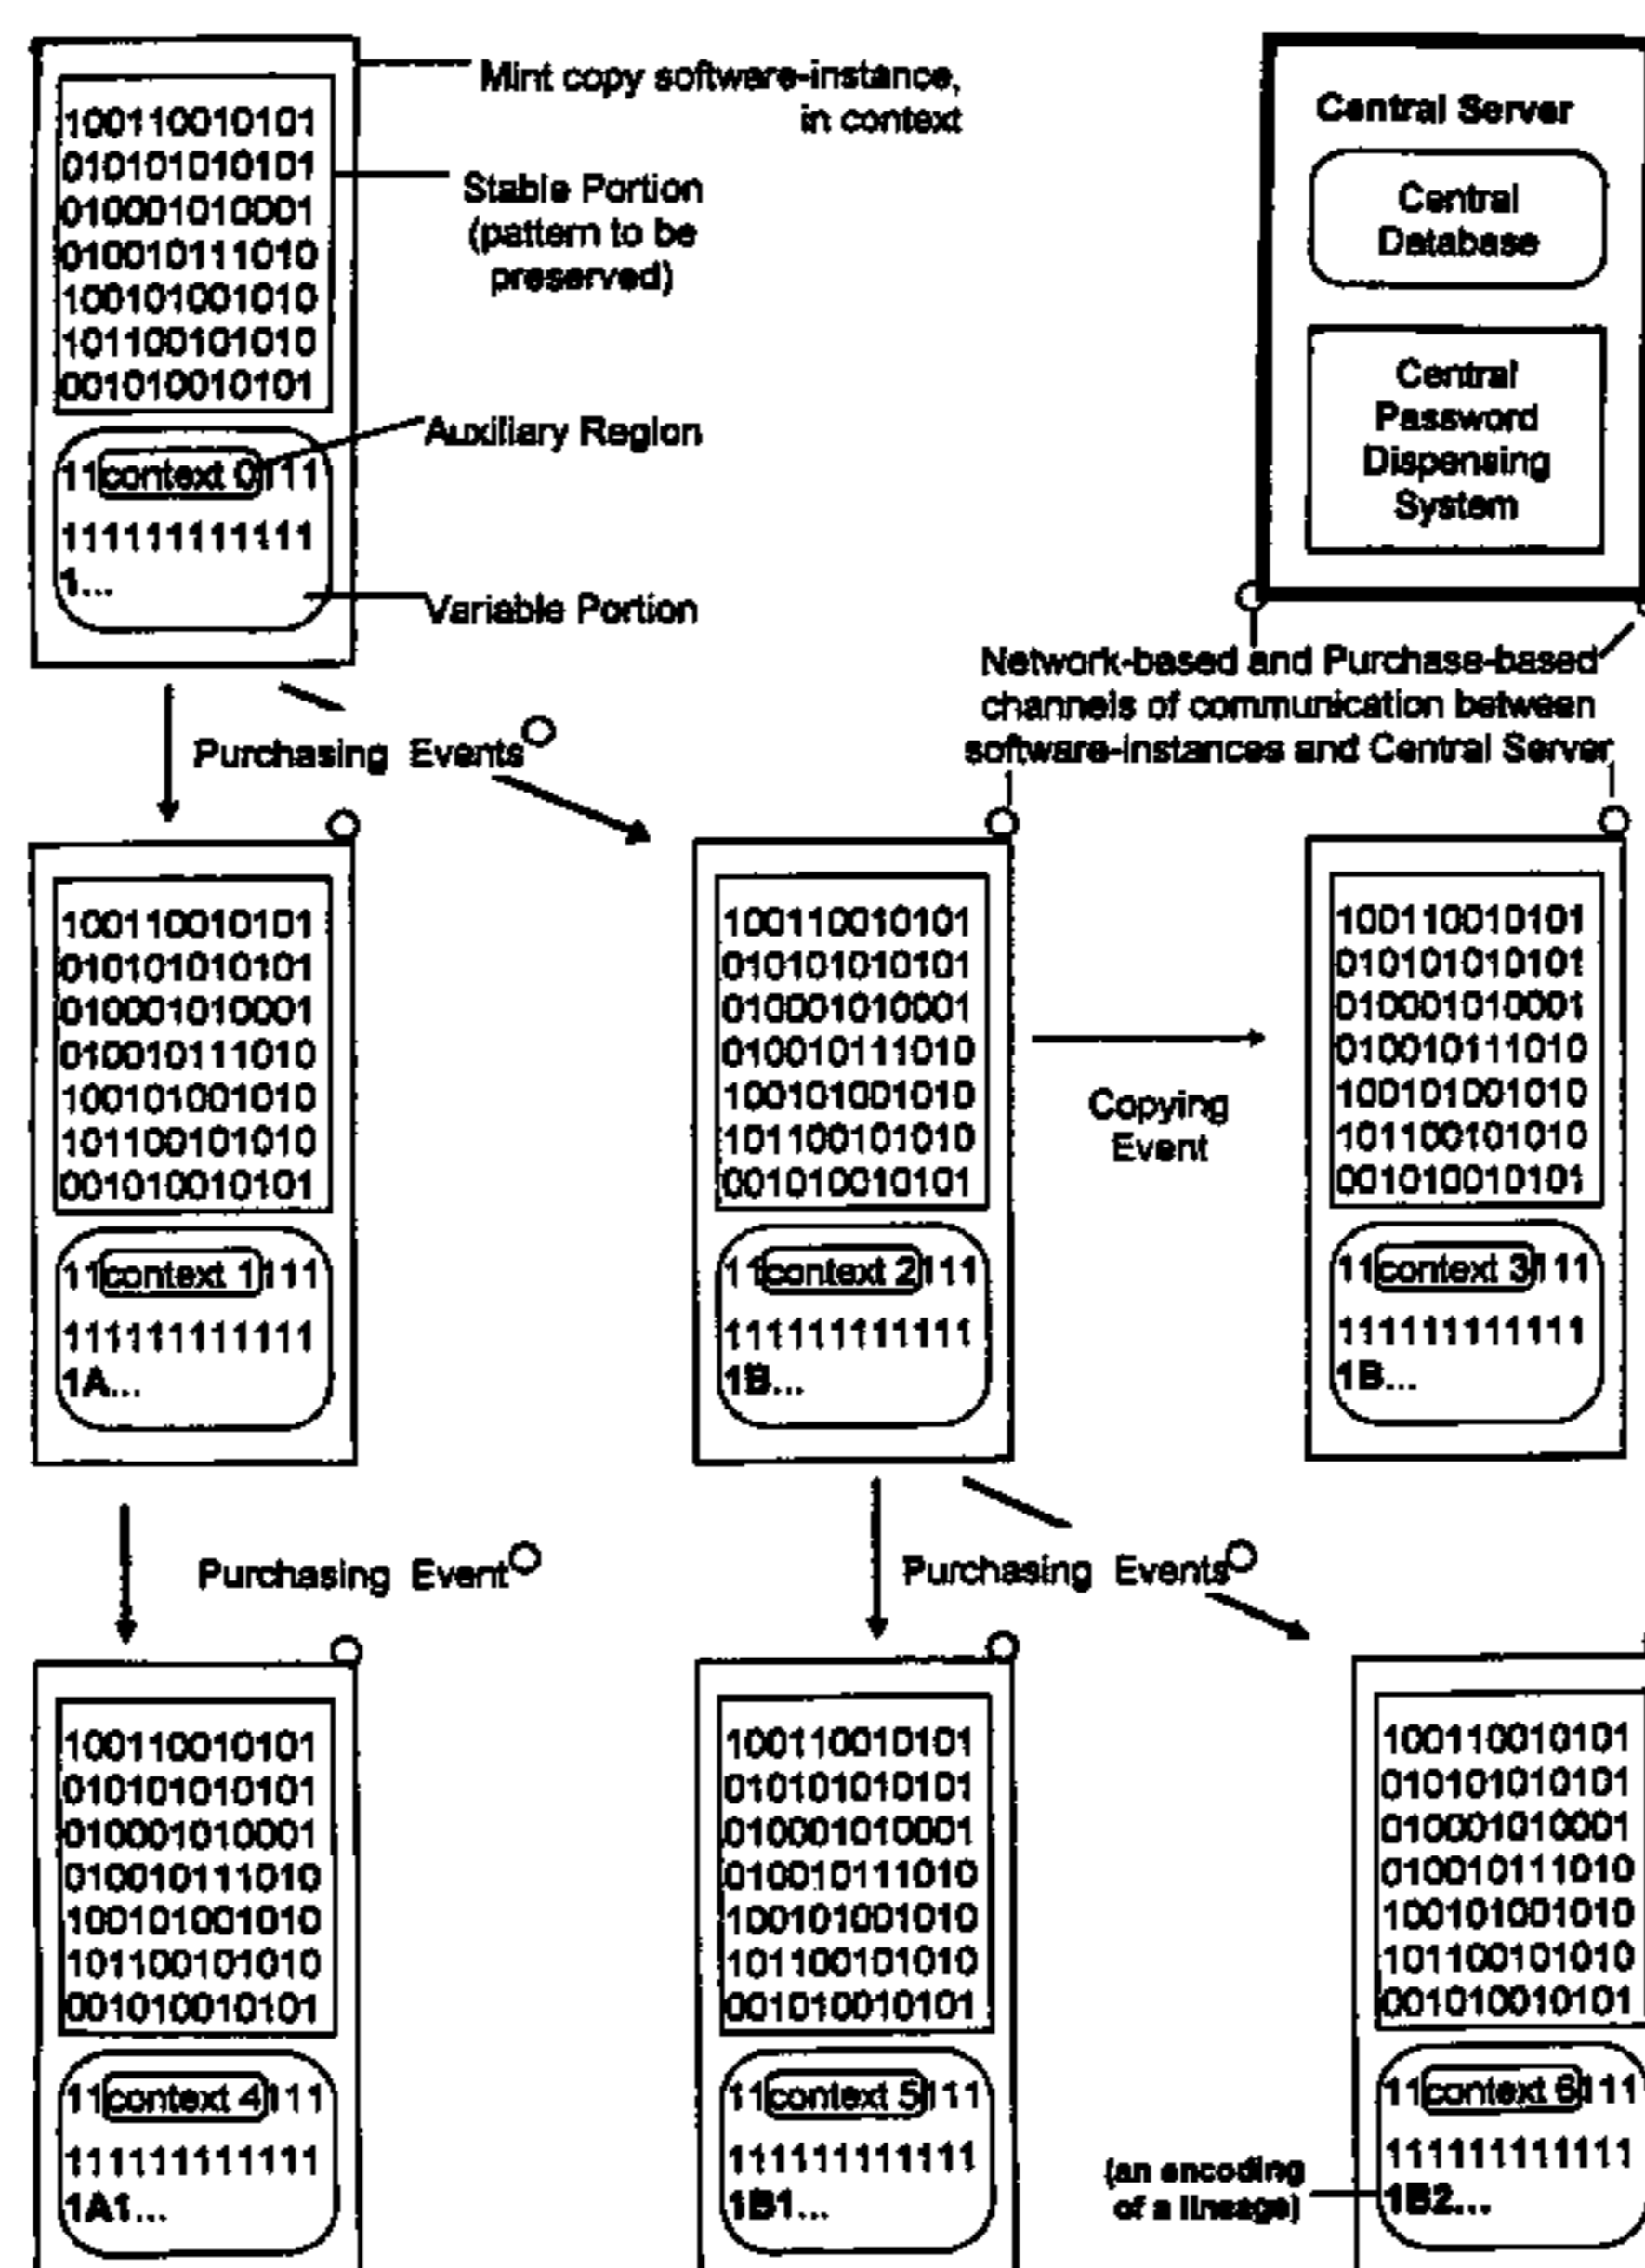 100110010101
010101010101
010001010001
010010111010
100101001010
101100101010
001010010101
11context 0111
111111111111
1...
Mint copy software-instance,
in context
Stable Portion
(pattern to be
preserved)
Auxiliary Region
Variable Portion
Central Server
Central
Database
Central
Password
Dispensing
System
Network-based and Purchase-based
channels of communication between
software-instances and Central Server
Purchasing Events
100110010101
010101010101
010001010001
010010111010
100101001010
101100101010
001010010101
11context 1111
111111111111
1A...
100110010101
010101010101
010001010001
010010111010
100101001010
101100101010
001010010101
11context 2111
111111111111
1B...
Copying
Event
100110010101
010101010101
010001010001
010010111010
100101001010
101100101010
001010010101
11context 3111
111111111111
1B...
Purchasing Event
Purchasing Events
100110010101
010101010101
010001010001
010010111010
100101001010
101100101010
001010010101
11context 4111
111111111111
1A1...
100110010101
010101010101
010001010001
010010111010
100101001010
101100101010
001010010101
11context 5111
111111111111
1B1...
100110010101
010101010101
010001010001
010010111010
100101001010
101100101010
001010010101
11context 6111
111111111111
1B2...
(an encoding
of a lineage)